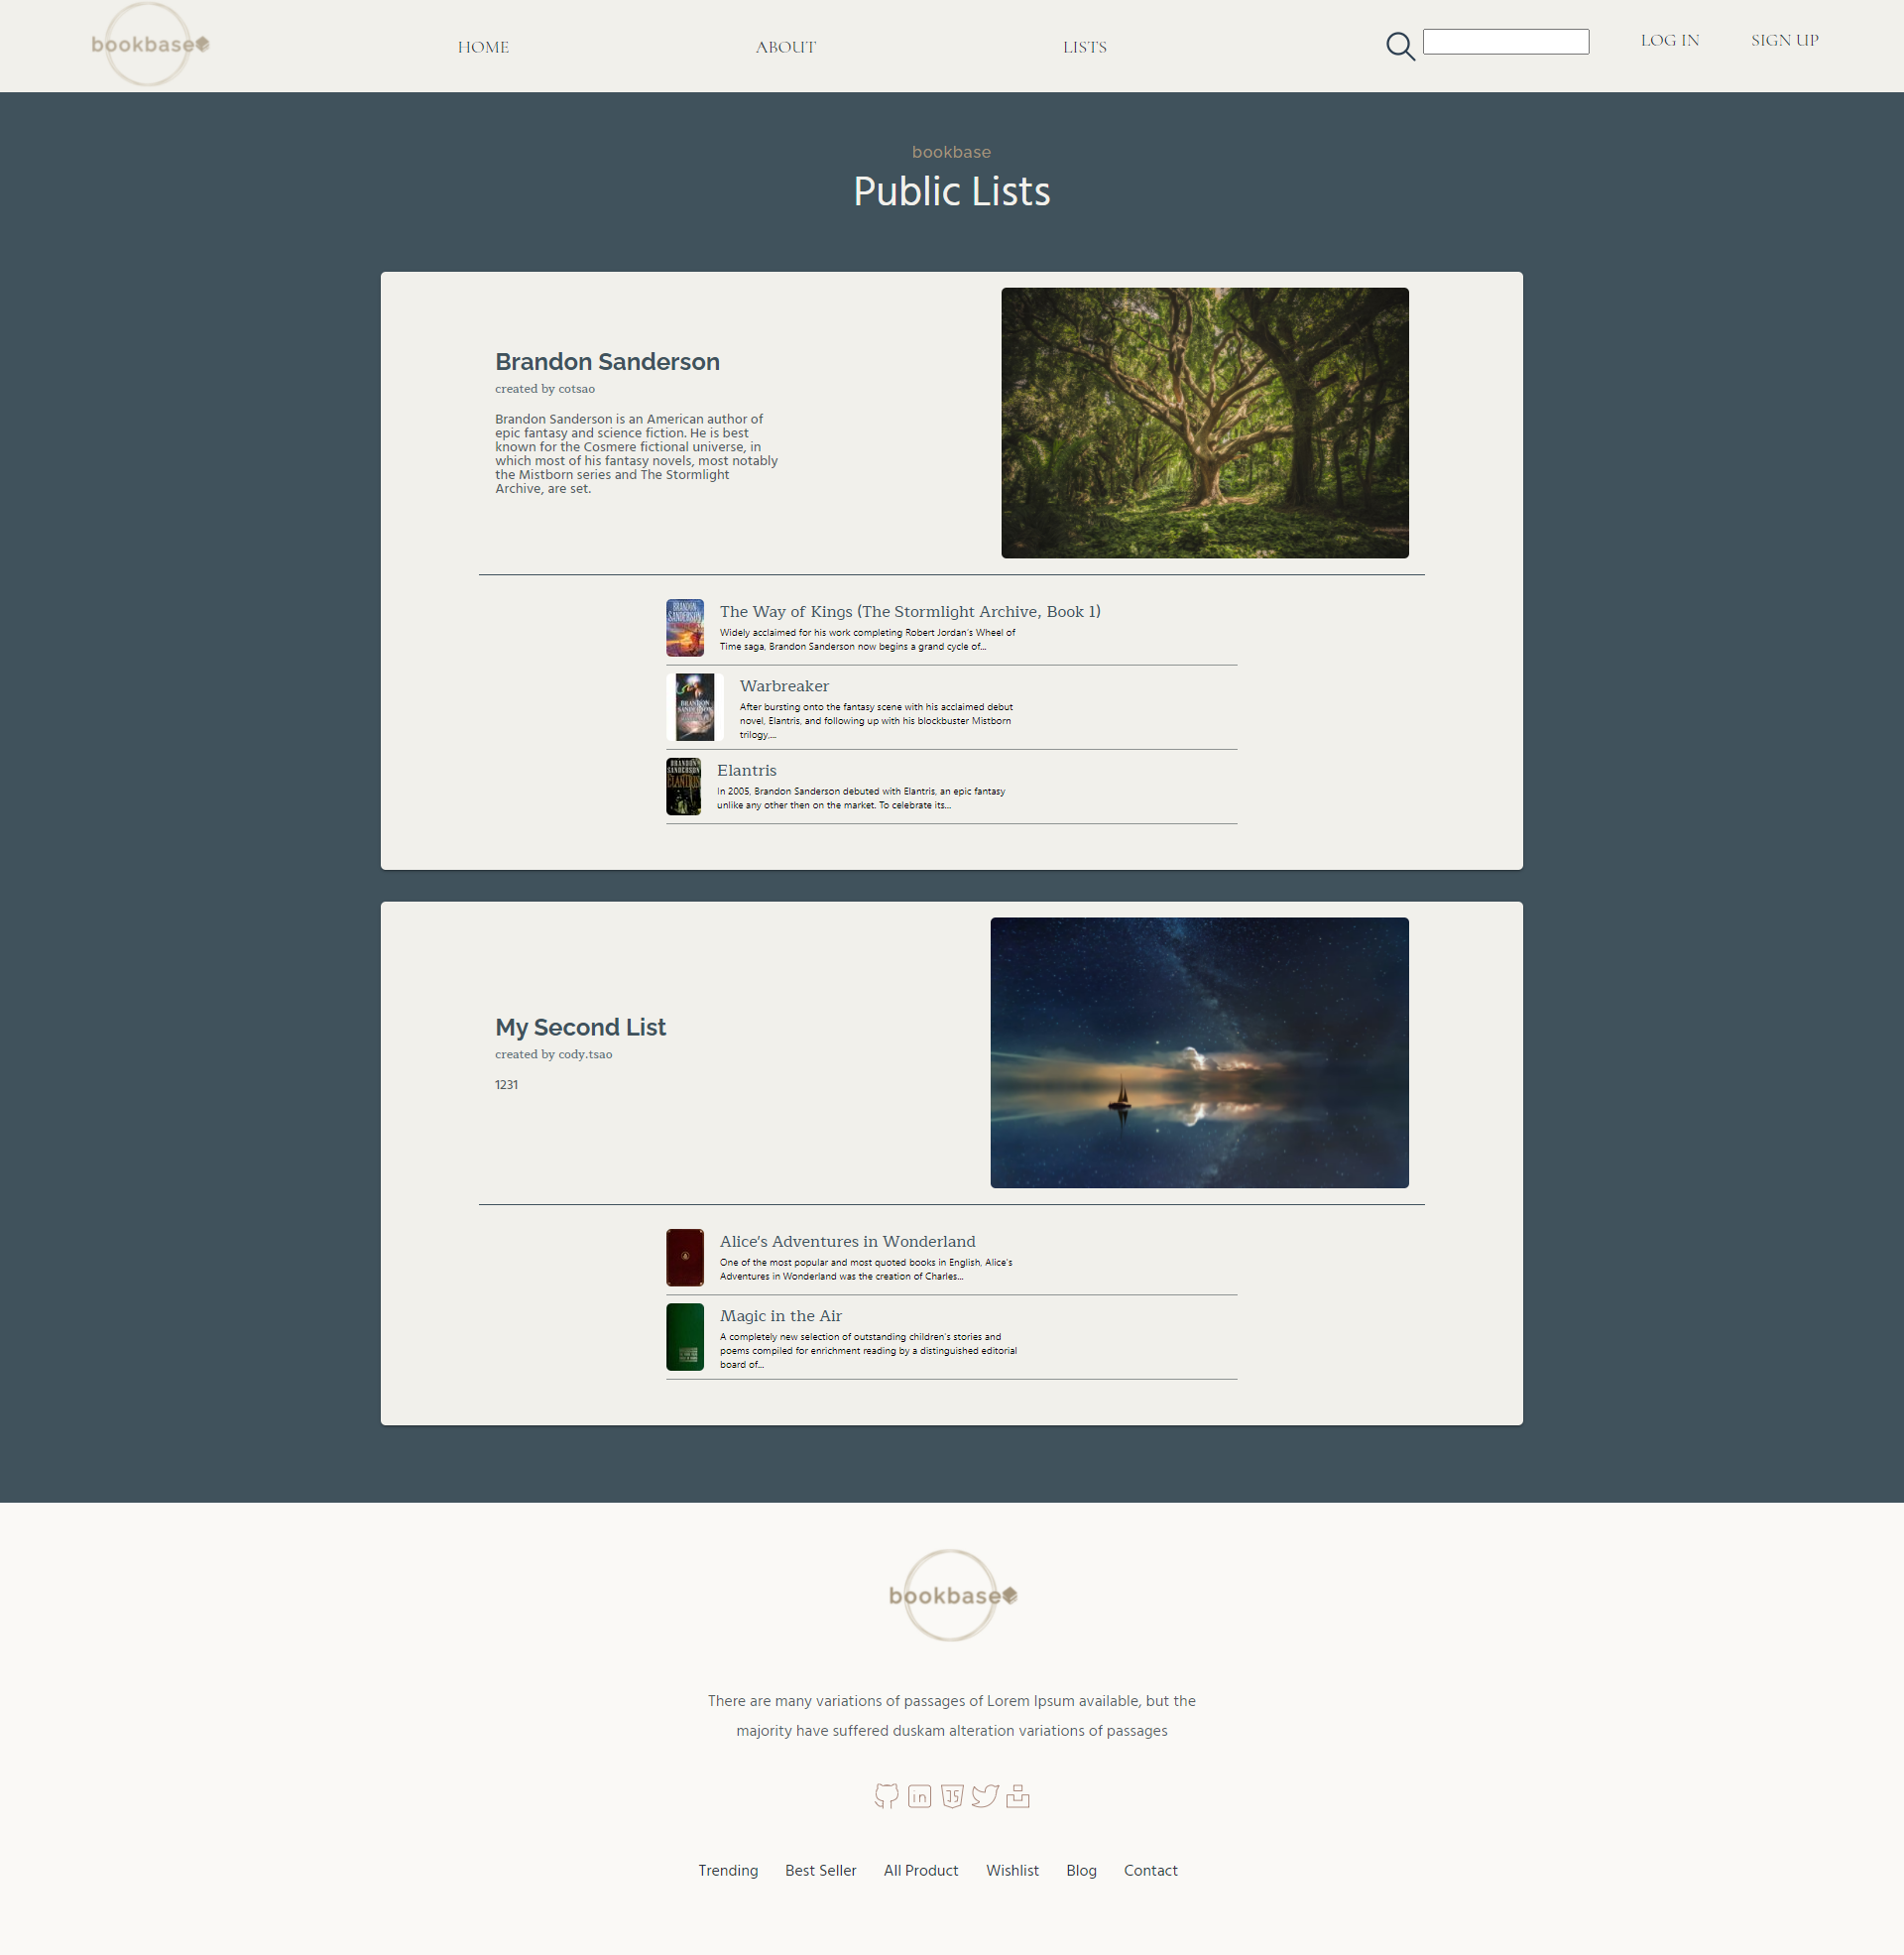 bookbase
HOME
ABOUT
LISTS
LOG IN
SIGN UP
bookbase
Public Lists
Brandon Sanderson
created by cotsao
Brandon Sanderson is an American author of
epic fantasy and science fiction. He is best
known for the Cosmere fictional universe, in
which most of his fantasy novels, most notably
the Mistborn series and The Stormlight
Archive, are set.
BRANDON
SANDERSON
The Way of Kings (The Stormlight Archive, Book 1)
Widely acclaimed for his work completing Robert Jordan's Wheel of
Time saga, Brandon Sanderson now begins a grand cycle of...
BRANDON
SANDERSON
Warbreaker
After bursting onto the fantasy scene with his acclaimed debut
novel, Elantris, and following up with his blockbuster Mistborn
trilogy,...
BRANDON
SANDERSON
ELANTRIS
Elantris
In 2005, Brandon Sanderson debuted with Elantris, an epic fantasy
unlike any other then on the market. To celebrate its...
My Second List
created by cody.tsao
1231
Alice's Adventures in Wonderland
One of the most popular and most quoted books in English, Alice's
Adventures in Wonderland was the creation of Charles...
Magic in the Air
A completely new selection of outstanding children's stories and
poems compiled for enrichment reading by a distinguished editorial
board of...
bookbase
There are many variations of passages of Lorem Ipsum available, but the
majority have suffered duskam alteration variations of passages
in
JS
Trending
Best Seller
All Product
Wishlist
Blog
Contact